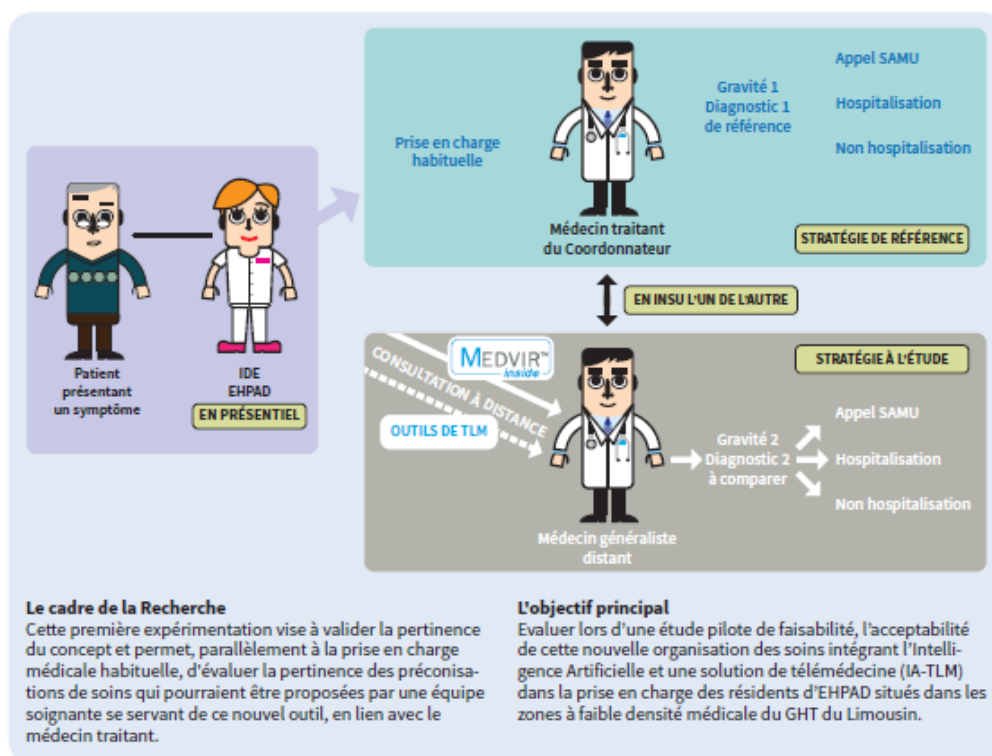 Patient
présentant
un symptôme
IDE
EHPAD
EN PRÉSENTIEL
Prise en charge
habituelle
Médecin traitant
du Coordonnateur
Gravité 1
Diagnostic 1
de référence
Appel SAMU
Hospitalisation
Non hospitalisation
STRATÉGIE DE RÉFÉRENCE
EN INSU L'UN DE L'AUTRE
MEDVIR™
inside
CONSULTATION À DISTANCE
OUTILS DE TLM
Médecin généraliste
distant
STRATÉGIE À L'ÉTUDE
Gravité 2
Diagnostic 2
à comparer
Appel SAMU
Hospitalisation
Non hospitalisation
Le cadre de la Recherche
Cette première expérimentation vise à valider la pertinence
du concept et permet, parallèlement à la prise en charge
médicale habituelle, d'évaluer la pertinence des préconisa-
tions de soins qui pourraient être proposées par une équipe
soignante se servant de ce nouvel outil, en lien avec le
médecin traitant.
L'objectif principal
Evaluer lors d'une étude pilote de faisabilité, l'acceptabilité
de cette nouvelle organisation des soins intégrant l'Intelli-
gence Artificielle et une solution de télémédecine (IA-TLM)
dans la prise en charge des résidents d'EHPAD situés dans les
zones à faible densité médicale du GHT du Limousin.